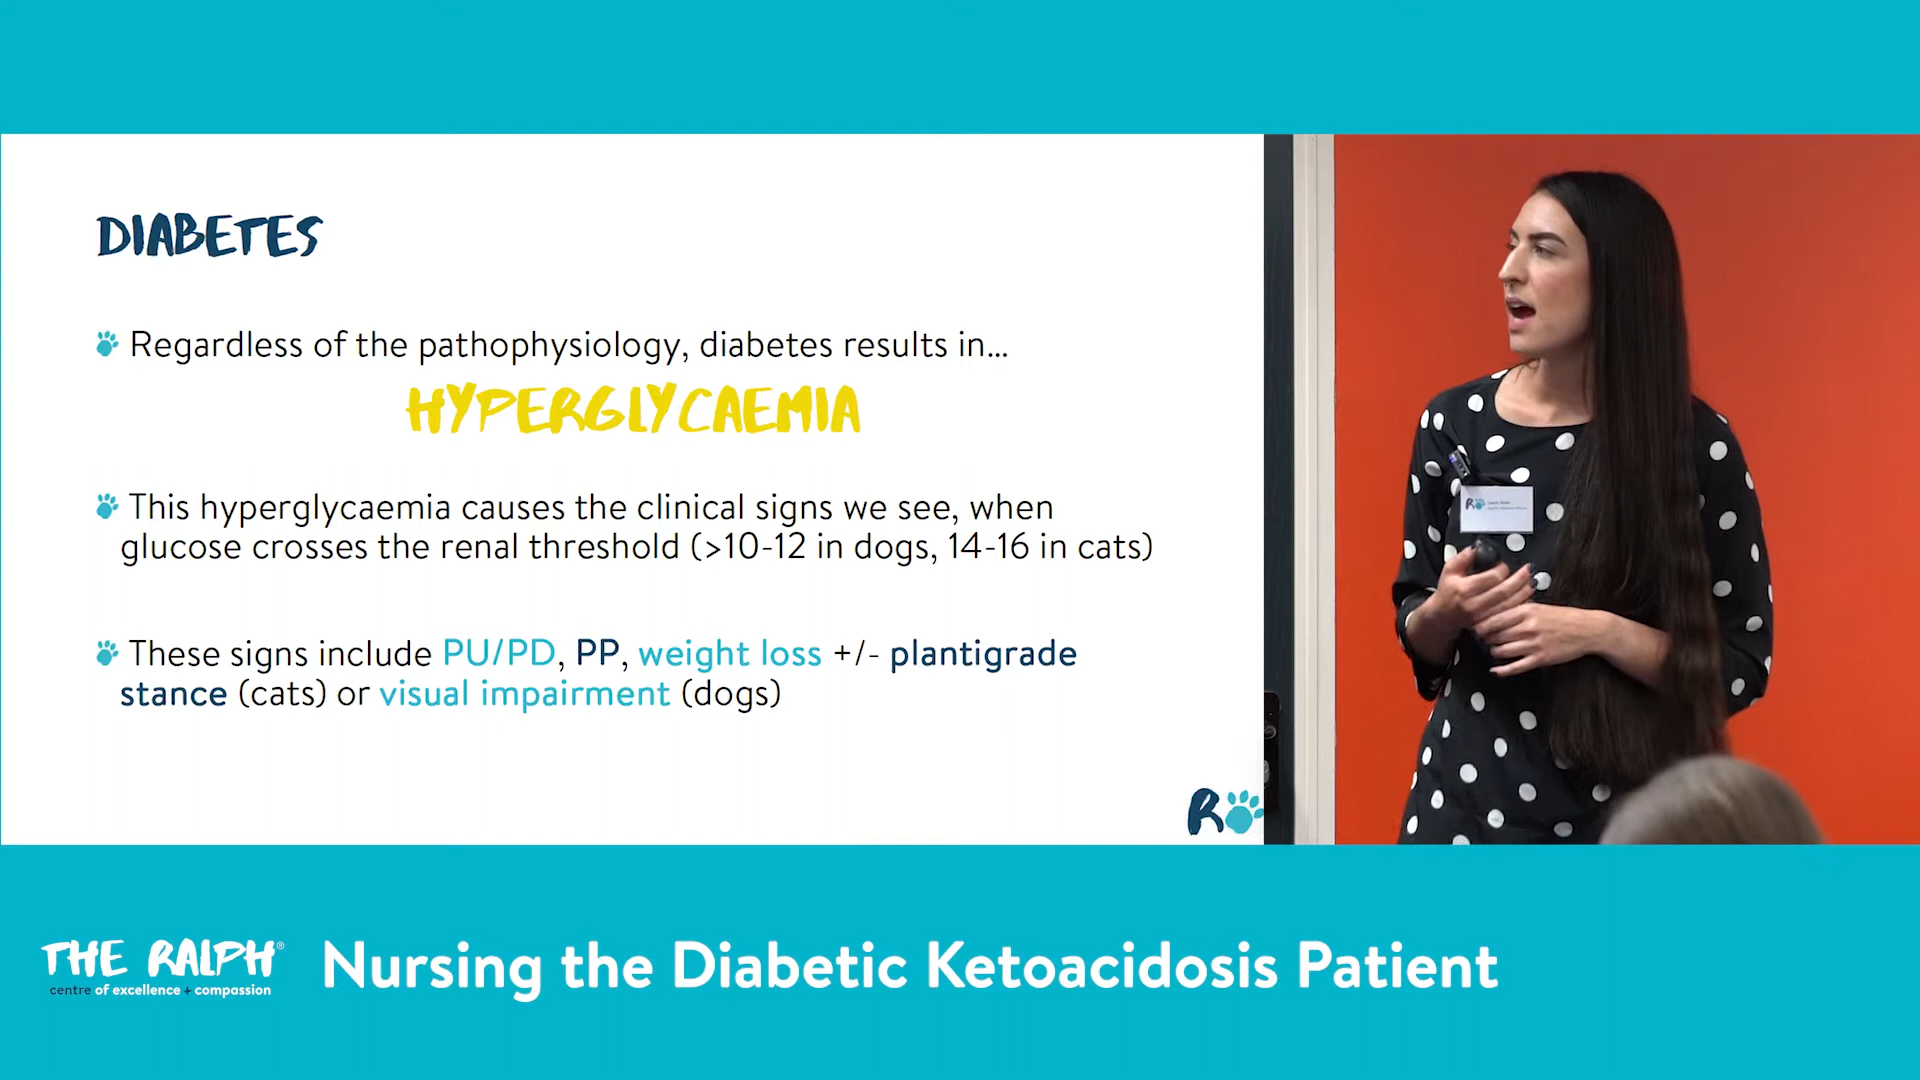 DIABETES
Regardless of the pathophysiology, diabetes results in...
HYPERGLYCAEMIA
This hyperglycaemia causes the clinical signs we see, when
glucose crosses the renal threshold (>10-12 in dogs, 14-16 in cats)
These signs include PU/PD, PP, weight loss +/- plantigrade
stance (cats) or visual impairment (dogs)
R
R
THE RALPH®
centre of excellence + compassion
Nursing the Diabetic Ketoacidosis Patient